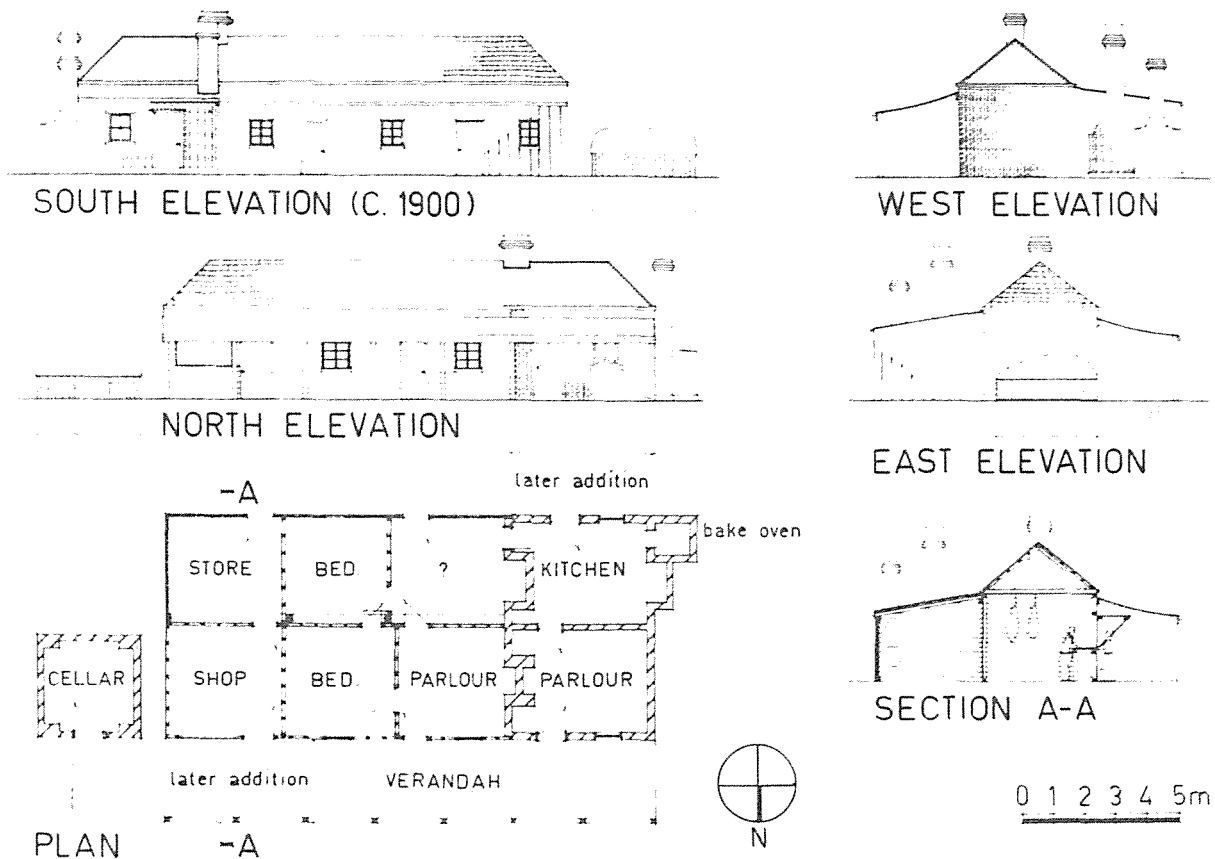 SOUTH ELEVATION (C. 1900)
WEST ELEVATION
NORTH ELEVATION
EAST ELEVATION
-A
later addition
bake oven
STORE
BED.
?
KITCHEN
CELLAR
SHOP
BED.
PARLOUR
PARLOUR
SECTION A-A
later addition
VERANDAH
N
0 1 2 3 4 5m
PLAN
-A